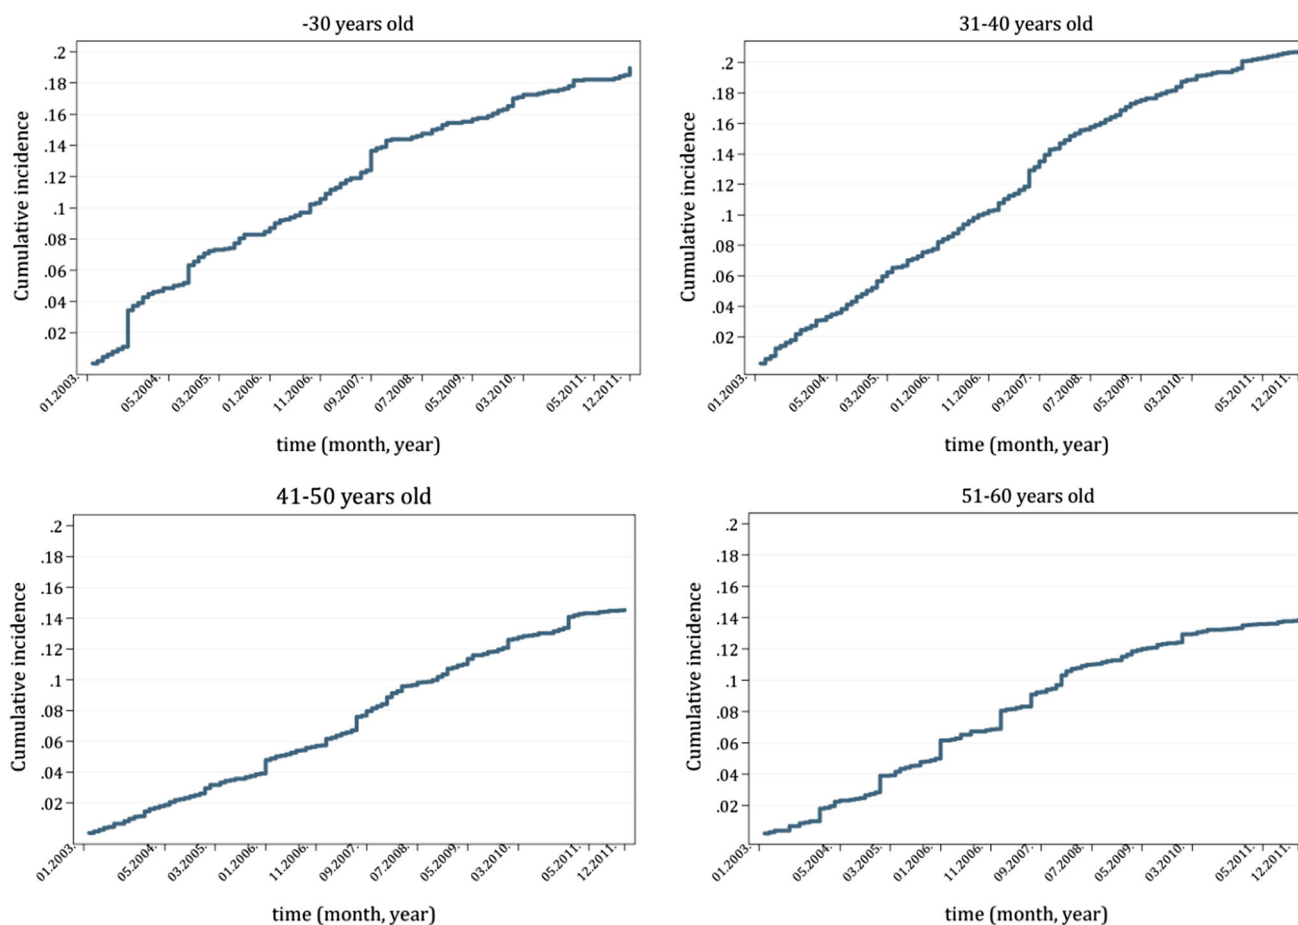 -30 years old
.2
.18
.16
.14
.12
.1
.08
.06
.04
.02
Cumulative incidence
01.2003. 05.2004. 03.2005. 01.2006. 11.2006. 09.2007. 07.2008. 05.2009. 03.2010. 05.2011. 12.2011.
time (month, year)
31-40 years old
.2
.18
.16
.14
.12
.1
.08
.06
.04
.02
Cumulative incidence
01.2003. 05.2004. 03.2005. 01.2006. 11.2006. 09.2007. 07.2008. 05.2009. 03.2010. 05.2011. 12.2011.
time (month, year)
41-50 years old
.2
.18
.16
.14
.12
.1
.08
.06
.04
.02
Cumulative incidence
01.2003. 05.2004. 03.2005. 01.2006. 11.2006. 09.2007. 07.2008. 05.2009. 03.2010. 05.2011. 12.2011.
time (month, year)
51-60 years old
.2
.18
.16
.14
.12
.1
.08
.06
.04
.02
Cumulative incidence
01.2003. 05.2004. 03.2005. 01.2006. 11.2006. 09.2007. 07.2008. 05.2009. 03.2010. 05.2011. 12.2011.
time (month, year)